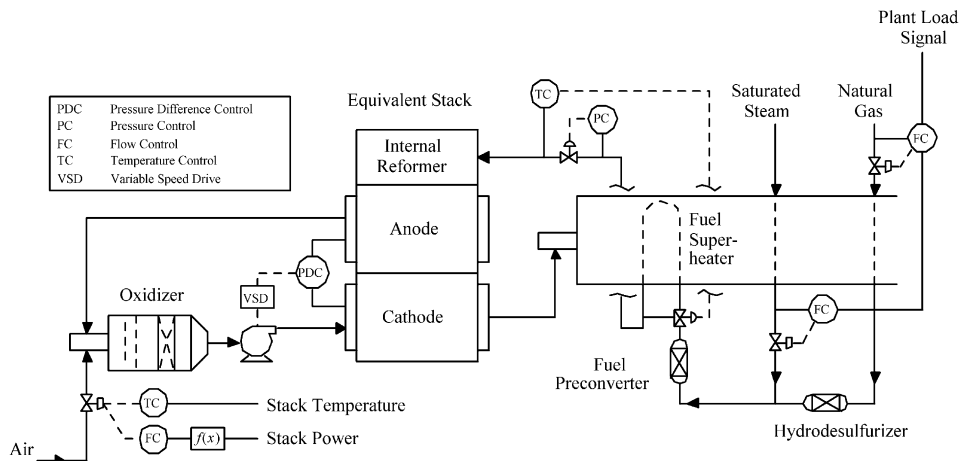 Plant Load
Signal
PDC Pressure Difference Control
PC Pressure Control
FC Flow Control
TC Temperature Control
VSD Variable Speed Drive
Equivalent Stack
TC
PC
Saturated
Steam
Natural
Gas
FC
Internal
Reformer
Anode
Fuel
Super-
heater
PDC
VSD
Oxidizer
Cathode
FC
Fuel
Preconverter
TC
Stack Temperature
FC
f(x)
Stack Power
Hydrodesulfurizer
Air